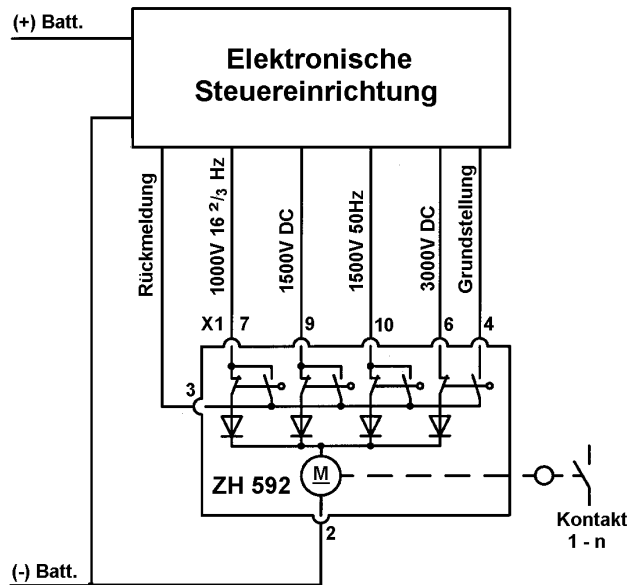 (+) Batt.
Elektronische
Steuereinrichtung
Rückmeldung
1000V 16 2/3 Hz
1500V DC
1500V 50Hz
3000V DC
Grundstellung
X1 7 9 10 6 4
3
ZH 592
M
2
Kontakt
1 - n
(-) Batt.